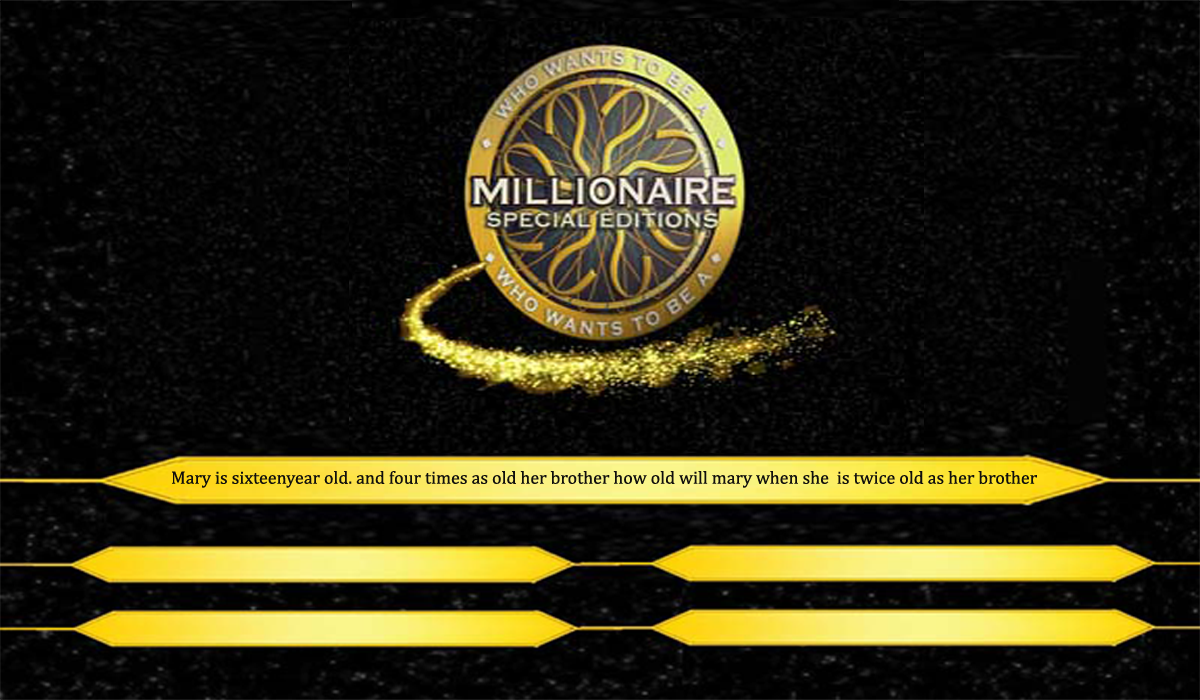 WHO WANTS TO BE A
MILLIONAIRE
SPECIAL EDITIONS
WHO WANTS TO BE A
Mary is sixteenyear old. and four times as old her brother how old will mary when she is twice old as her brother